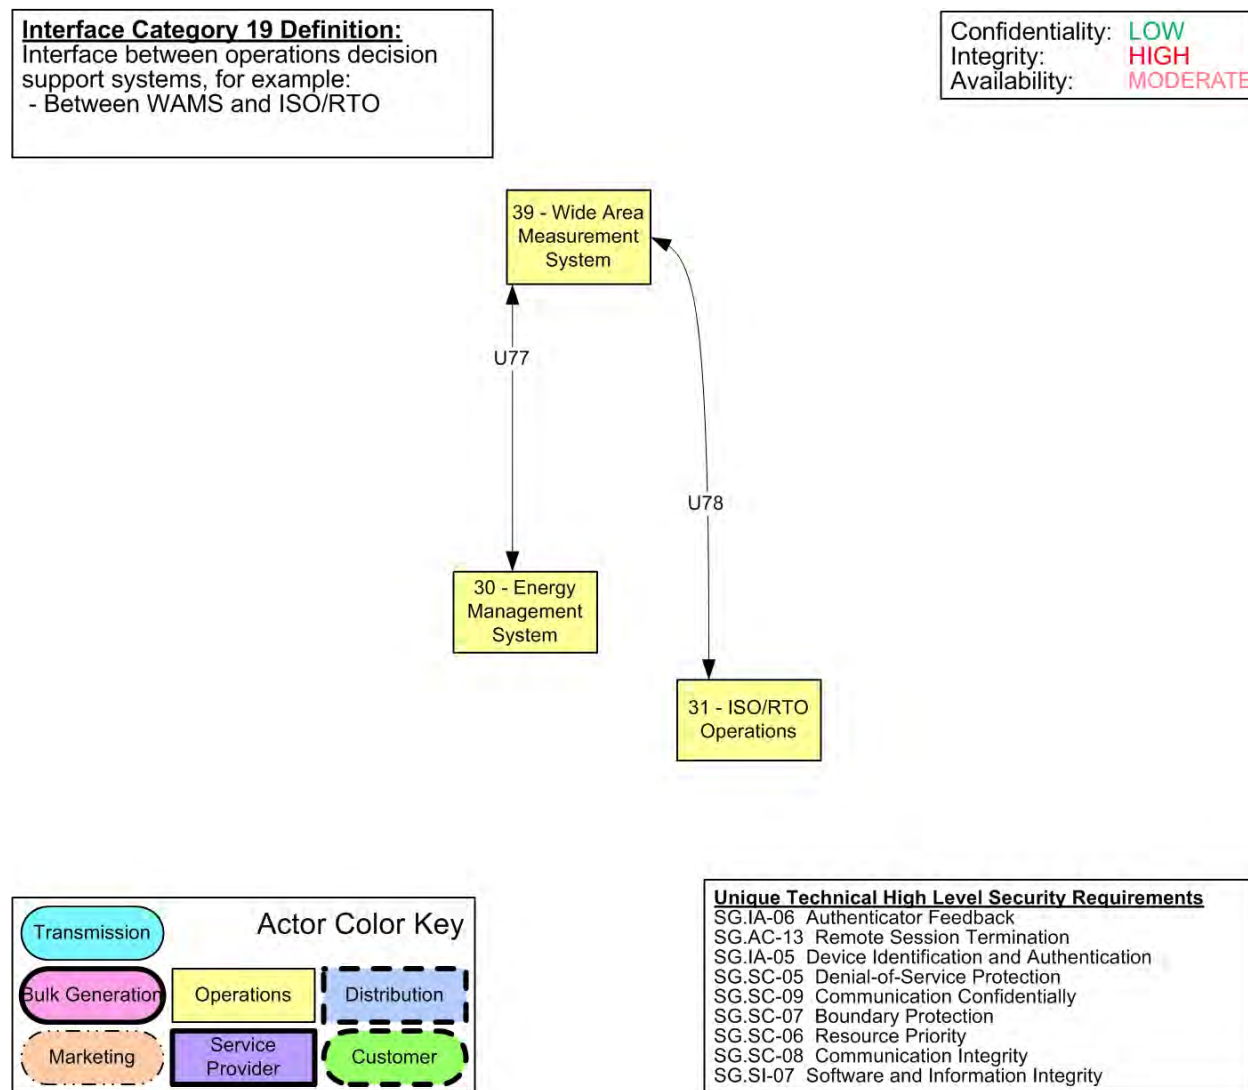 Interface Category 19 Definition:
Interface between operations decision
support systems, for example:
- Between WAMS and ISO/RTO
Confidentiality: LOW
Integrity: HIGH
Availability: MODERATE
39 - Wide Area
Measurement
System
U77
U78
30 - Energy
Management
System
31 - ISO/RTO
Operations
Actor Color Key
Transmission
Bulk Generation
Operations
Distribution
Marketing
Service
Provider
Customer
Unique Technical High Level Security Requirements
SG.IA-06 Authenticator Feedback
SG.AC-13 Remote Session Termination
SG.IA-05 Device Identification and Authentication
SG.SC-05 Denial-of-Service Protection
SG.SC-09 Communication Confidentially
SG.SC-07 Boundary Protection
SG.SC-06 Resource Priority
SG.SC-08 Communication Integrity
SG.SI-07 Software and Information Integrity